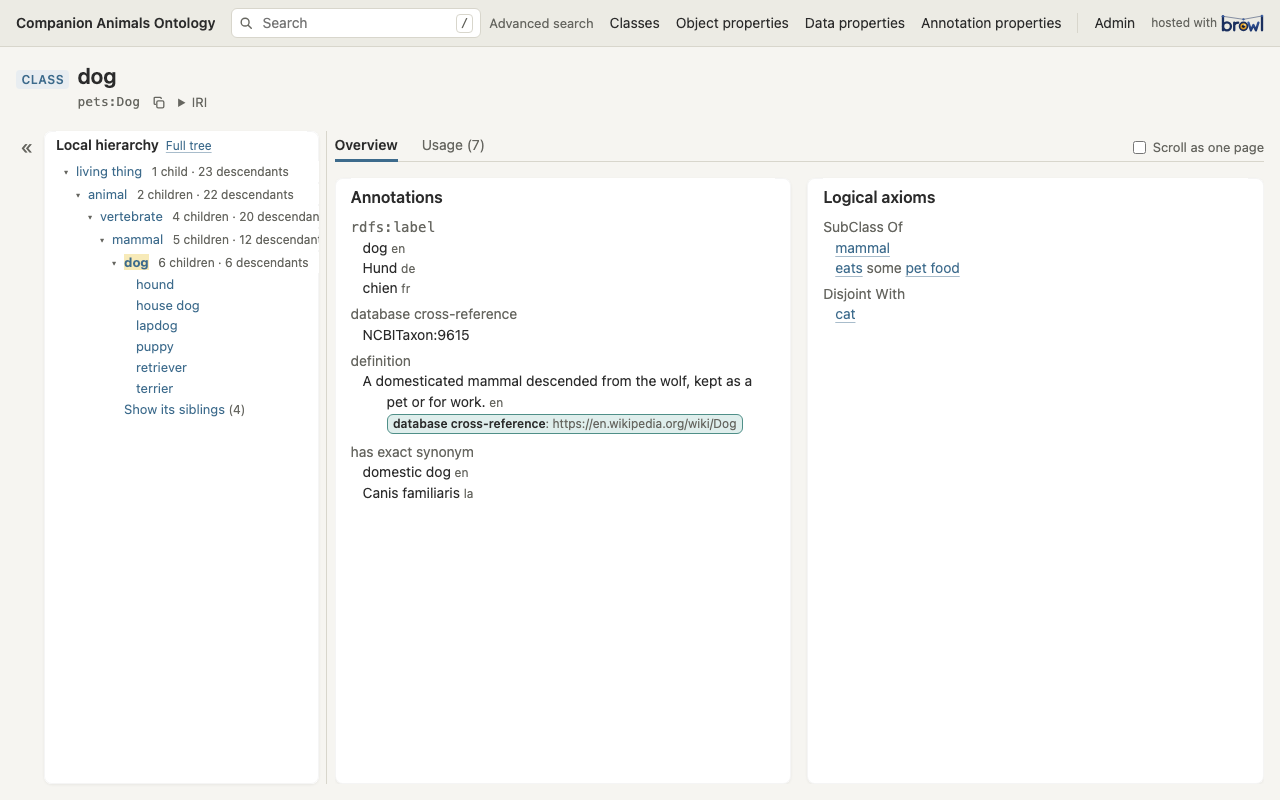 Companion Animals Ontology
Search
/
Advanced search
Classes
Object properties
Data properties
Annotation properties
Admin
hosted with browl
CLASS
dog
pets:Dog
IRI
Local hierarchy Full tree
living thing 1 child · 23 descendants
animal 2 children · 22 descendants
vertebrate 4 children · 20 descendan
mammal 5 children · 12 descendant
dog 6 children · 6 descendants
hound
house dog
lapdog
puppy
retriever
terrier
Show its siblings (4)
Overview
Usage (7)
Scroll as one page
Annotations
rdfs:label
dog en
Hund de
chien fr
database cross-reference
NCBITaxon:9615
definition
A domesticated mammal descended from the wolf, kept as a
pet or for work. en
database cross-reference: https://en.wikipedia.org/wiki/Dog
has exact synonym
domestic dog en
Canis familiaris la
Logical axioms
SubClass Of
mammal
eats some pet food
Disjoint With
cat